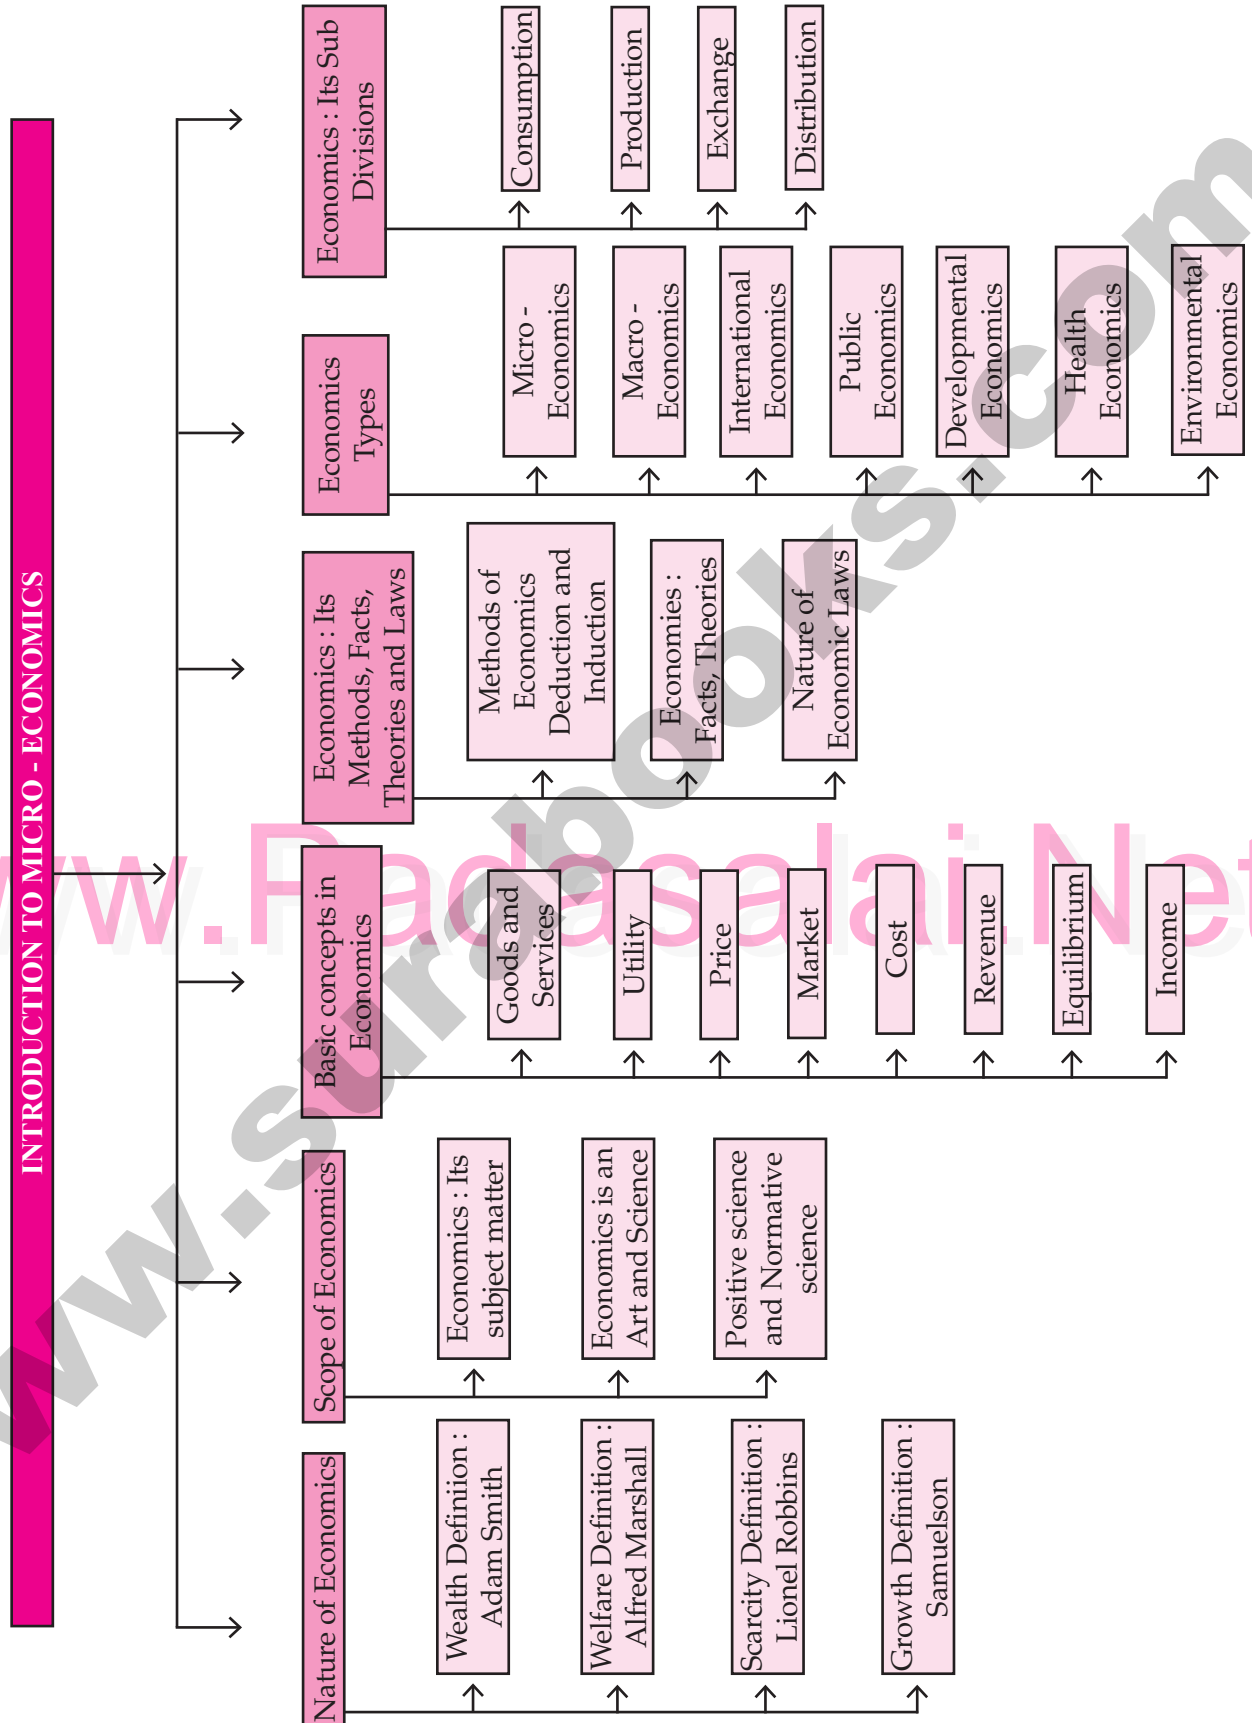 INTRODUCTION TO MICRO - ECONOMICS
Nature of Economics
Wealth Definiion :
Adam Smith
Welfare Definition :
Alfred Marshall
Scarcity Definition :
Lionel Robbins
Growth Definition :
Samuelson
Scope of Economics
Economics : Its
subject matter
Economics is an
Art and Science
Positive science
and Normative
science
Basic concepts in
Economics
Goods and
Services
Utility
Price
Market
Cost
Revenue
Equilibrium
Income
Economics : Its
Methods, Facts,
Theories and Laws
Methods of
Economics
Deduction and
Induction
Economies :
Facts, Theories
Nature of
Economic Laws
Economics
Types
Micro -
Economics
Macro -
Economics
International
Economics
Public
Economics
Developmental
Economics
Health
Economics
Environmental
Economics
Economics : Its Sub
Divisions
Consumption
Production
Exchange
Distribution
ww.Padasalai.Net
ww.surabooks.com